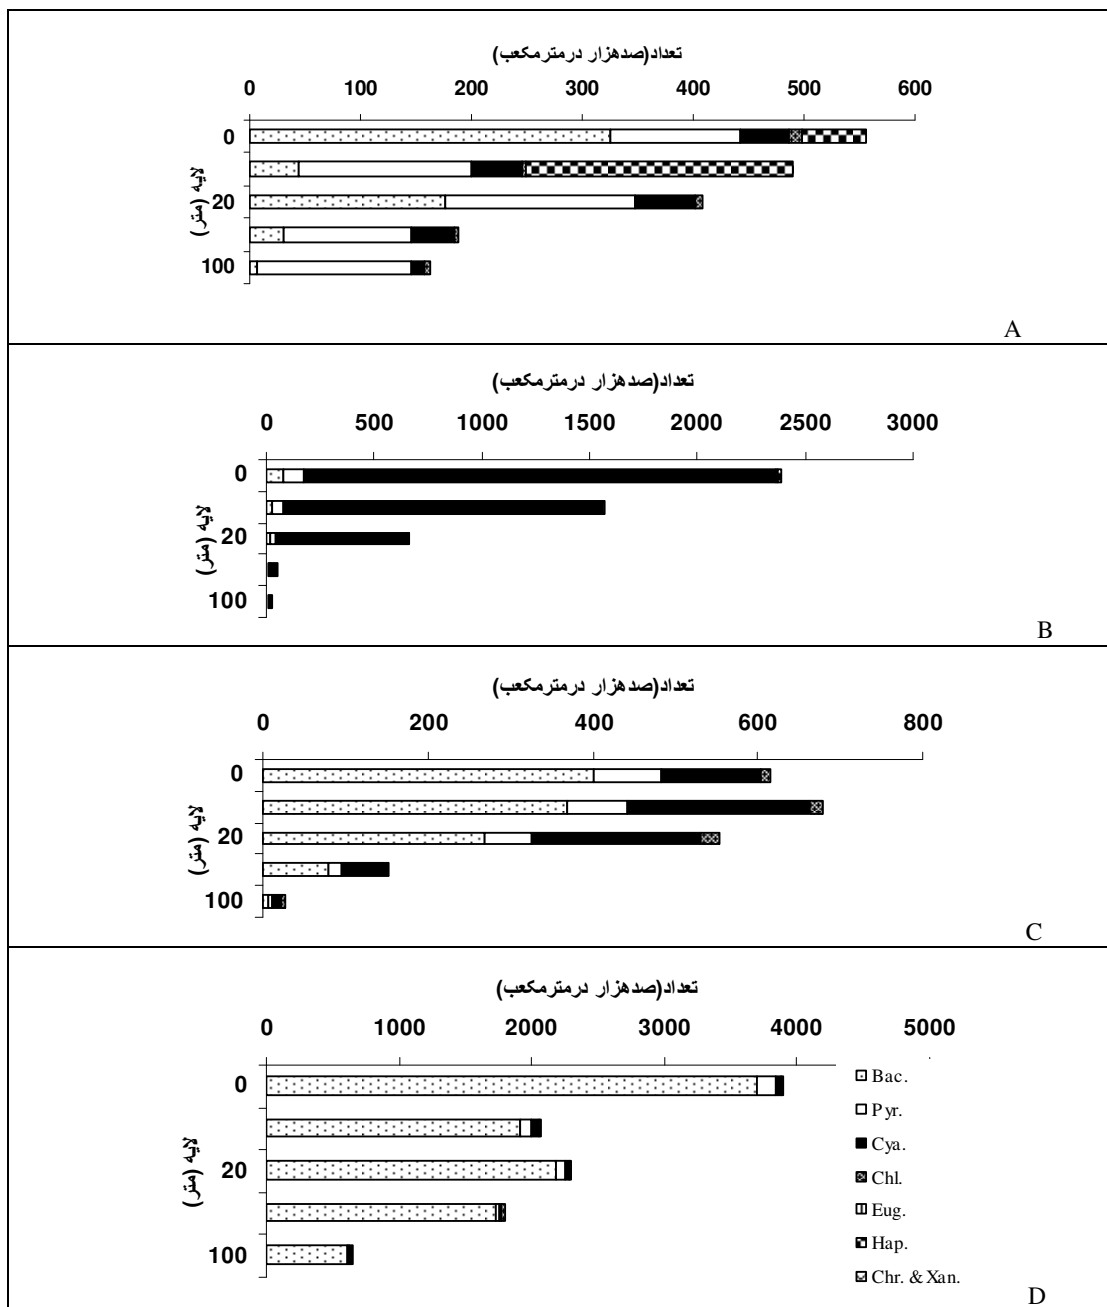 تعداد(صدهزار درمترمکعب)
0 100 200 300 400 500 600
لایه (متر)
0
20
100
A
تعداد(صدهزار درمترمکعب)
0 500 1000 1500 2000 2500 3000
لایه (متر)
0
20
100
B
تعداد(صدهزار درمترمکعب)
0 200 400 600 800
لایه (متر)
0
20
100
C
تعداد(صدهزار درمترمکعب)
0 1000 2000 3000 4000 5000
لایه (متر)
0
20
100
Bac.
Pyr.
Cya.
Chl.
Eug.
Hap.
Chr. & Xan.
D